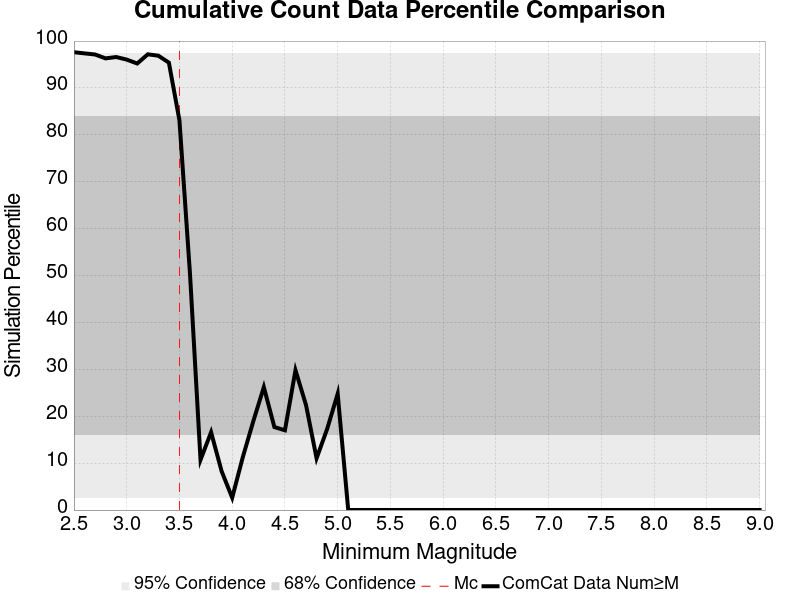 Cumulative Count Data Percentile Comparison
100
90
80
70
60
50
40
30
20
10
0
Simulation Percentile
2.5 3.0 3.5 4.0 4.5 5.0 5.5 6.0 6.5 7.0 7.5 8.0 8.5 9.0
Minimum Magnitude
95% Confidence 68% Confidence Mc ComCat Data Num≥M